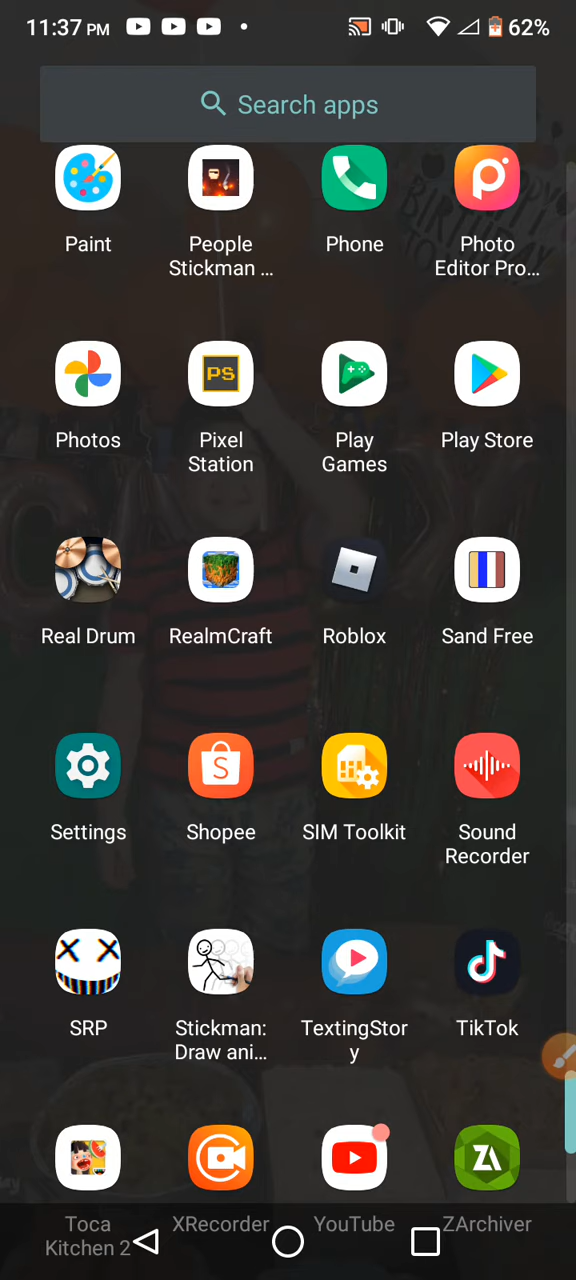 11:37 PM
62%
Search apps
Paint
People
Stickman ...
Phone
Photo
Editor Pro...
Photos
PS
Pixel
Station
Play
Games
Play Store
Real Drum
RealmCraft
Roblox
Sand Free
Settings
S
Shopee
SIM Toolkit
Sound
Recorder
SRP
Stickman:
Draw ani...
TextingStor
y
TikTok
ZA
Toca
Kitchen 2
XRecorder
YouTube
ZArchiver